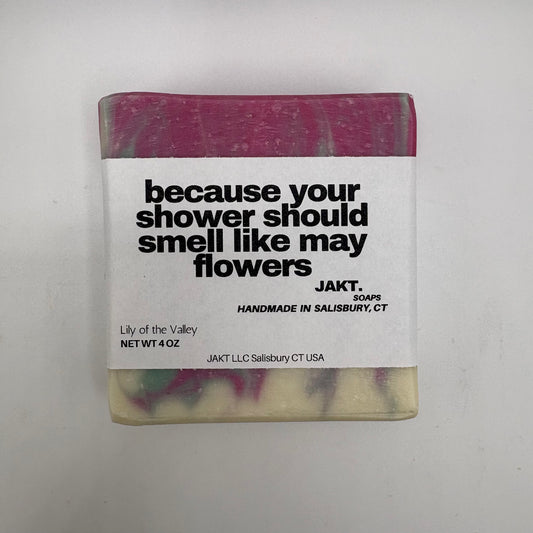 because your
shower should
smell like may
flowers
JAKT.
SOAPS
HANDMADE IN SALISBURY, CT
Lily of the Valley
NET WT 4 OZ
JAKT LLC Salisbury CT USA